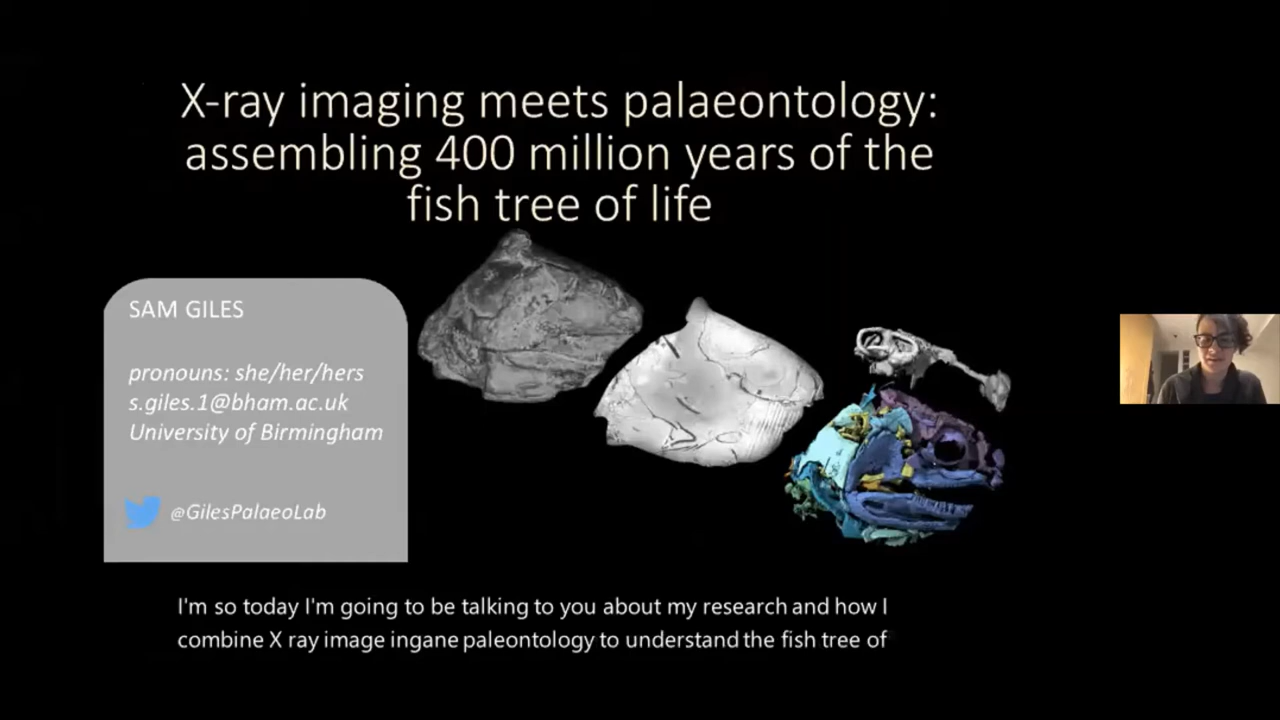 X-ray imaging meets palaeontology:
assembling 400 million years of the
fish tree of life
SAM GILES
pronouns: she/her/hers
s.giles.1@bham.ac.uk
University of Birmingham
@GilesPalaeoLab
I'm so today I'm going to be talking to you about my research and how I
combine X ray image ingane paleontology to understand the fish tree of